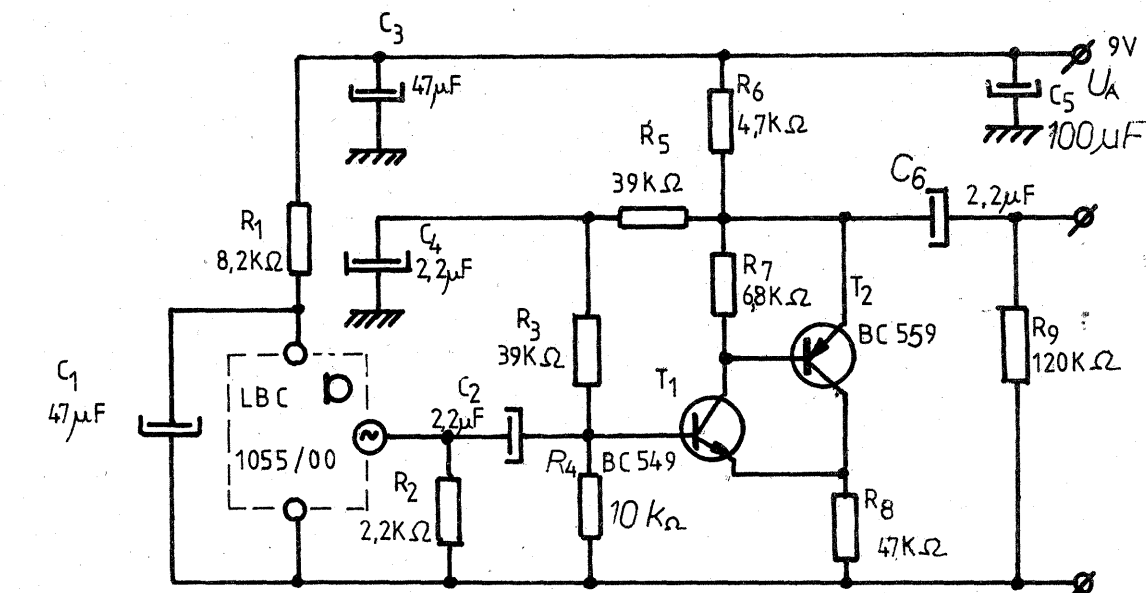 C3
47µF
9V
UA
C5
100µF
R6
4,7KΩ
R5
39KΩ
C6
2,2µF
R1
8,2KΩ
C4
2,2µF
R7
6,8KΩ
T2
BC 559
R3
39KΩ
R9
120KΩ
C1
47µF
LBC
1055/00
C2
2,2µF
T1
R4
BC 549
10KΩ
R2
2,2KΩ
R8
47KΩ